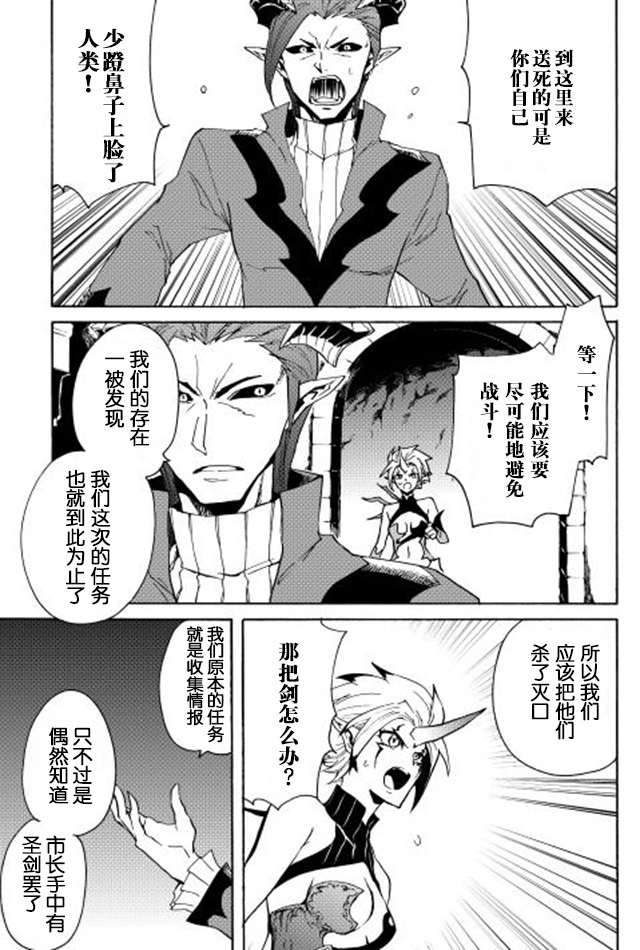 到这里来
送死的可是
你们自己
少蹬鼻子上脸了
人类！
等一下！
我们应该要
尽可能地避免
战斗！
我们的存在
一被发现
我们这次的任务
也就到此为止了
所以我们
应该把他们
杀了灭口
那把剑怎么办？
我们原本的任务
就是收集情报
只不过是
偶然知道
市长手中有
圣剑罢了